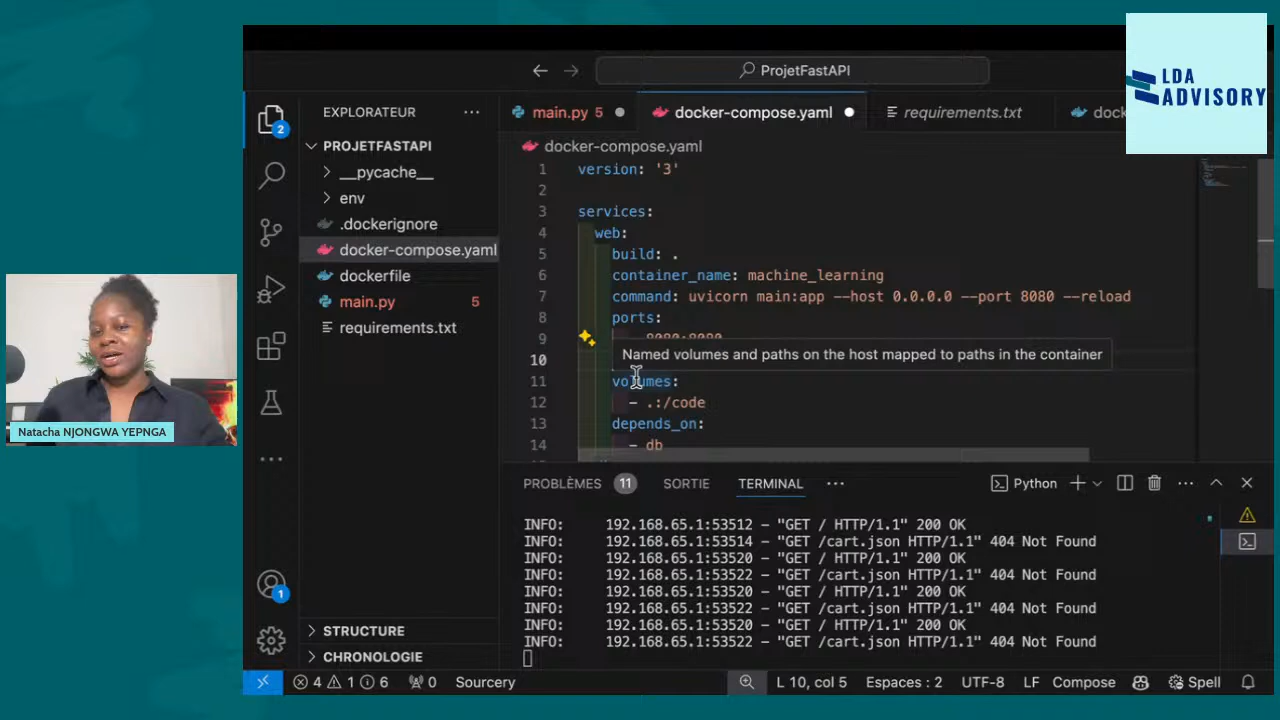 LDA
ADVISORY
ProjetFastAPI
EXPLORATEUR
main.py 5
docker-compose.yaml
requirements.txt
PROJETFASTAPI
docker-compose.yaml
__pycache__
env
.dockerignore
docker-compose.yaml
dockerfile
main.py 5
requirements.txt
2
1 version: '3'
2
3 services:
4 web:
5 build: .
6 container_name: machine_learning
7 command: uvicorn main:app --host 0.0.0.0 --port 8080 --reload
8 ports:
9 - 8080:8080
10
Named volumes and paths on the host mapped to paths in the container
11 volumes:
12 - .:/code
13 depends_on:
14 - db
Natacha NJONGWA YEPNGA
PROBLÈMES 11 SORTIE TERMINAL
Python
INFO: 192.168.65.1:53512 - "GET / HTTP/1.1" 200 OK
INFO: 192.168.65.1:53514 - "GET /cart.json HTTP/1.1" 404 Not Found
INFO: 192.168.65.1:53520 - "GET / HTTP/1.1" 200 OK
INFO: 192.168.65.1:53522 - "GET /cart.json HTTP/1.1" 404 Not Found
INFO: 192.168.65.1:53520 - "GET / HTTP/1.1" 200 OK
INFO: 192.168.65.1:53522 - "GET /cart.json HTTP/1.1" 404 Not Found
INFO: 192.168.65.1:53520 - "GET / HTTP/1.1" 200 OK
INFO: 192.168.65.1:53522 - "GET /cart.json HTTP/1.1" 404 Not Found
1
STRUCTURE
CHRONOLOGIE
4 1 6 0 Sourcery
L 10, col 5 Espaces : 2 UTF-8 LF Compose Spell